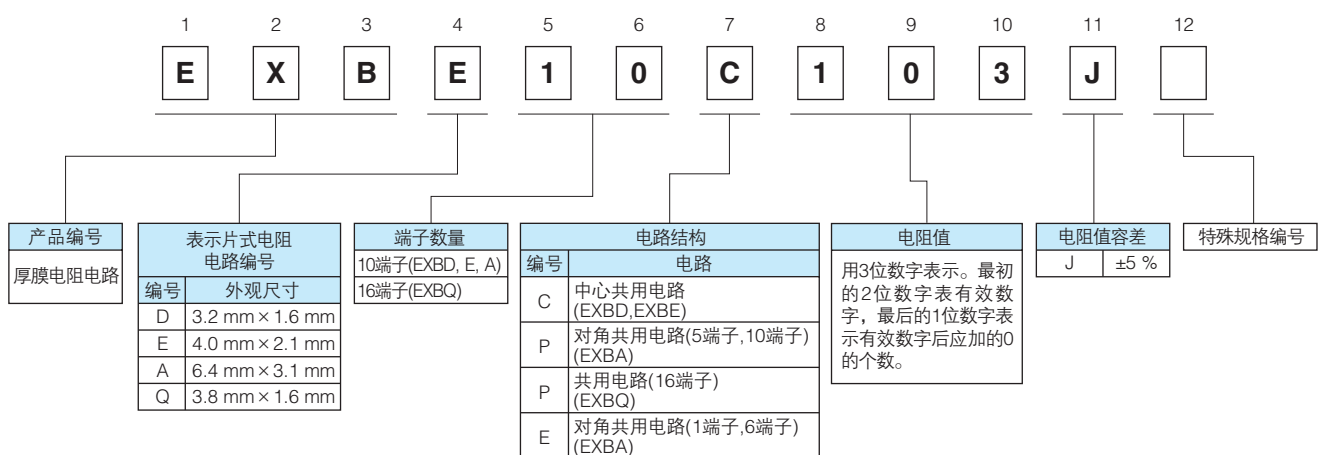 1 2 3 4 5 6 7 8 9 10 11 12
E X B E 1 0 C 1 0 3 J
产品编号
厚膜电阻电路
表示片式电阻
电路编号
编号 外观尺寸
D 3.2 mm×1.6 mm
E 4.0 mm×2.1 mm
A 6.4 mm×3.1 mm
Q 3.8 mm×1.6 mm
端子数量
10端子(EXBD, E, A)
16端子(EXBQ)
电路结构
编号 电路
C 中心共用电路
(EXBD,EXBE)
P 对角共用电路(5端子,10端子)
(EXBA)
P 共用电路(16端子)
(EXBQ)
E 对角共用电路(1端子,6端子)
(EXBA)
电阻值
用3位数字表示。最初
的2位数字表有效数
字，最后的1位数字表
示有效数字后应加的0
的个数。
电阻值容差
J ±5 %
特殊规格编号